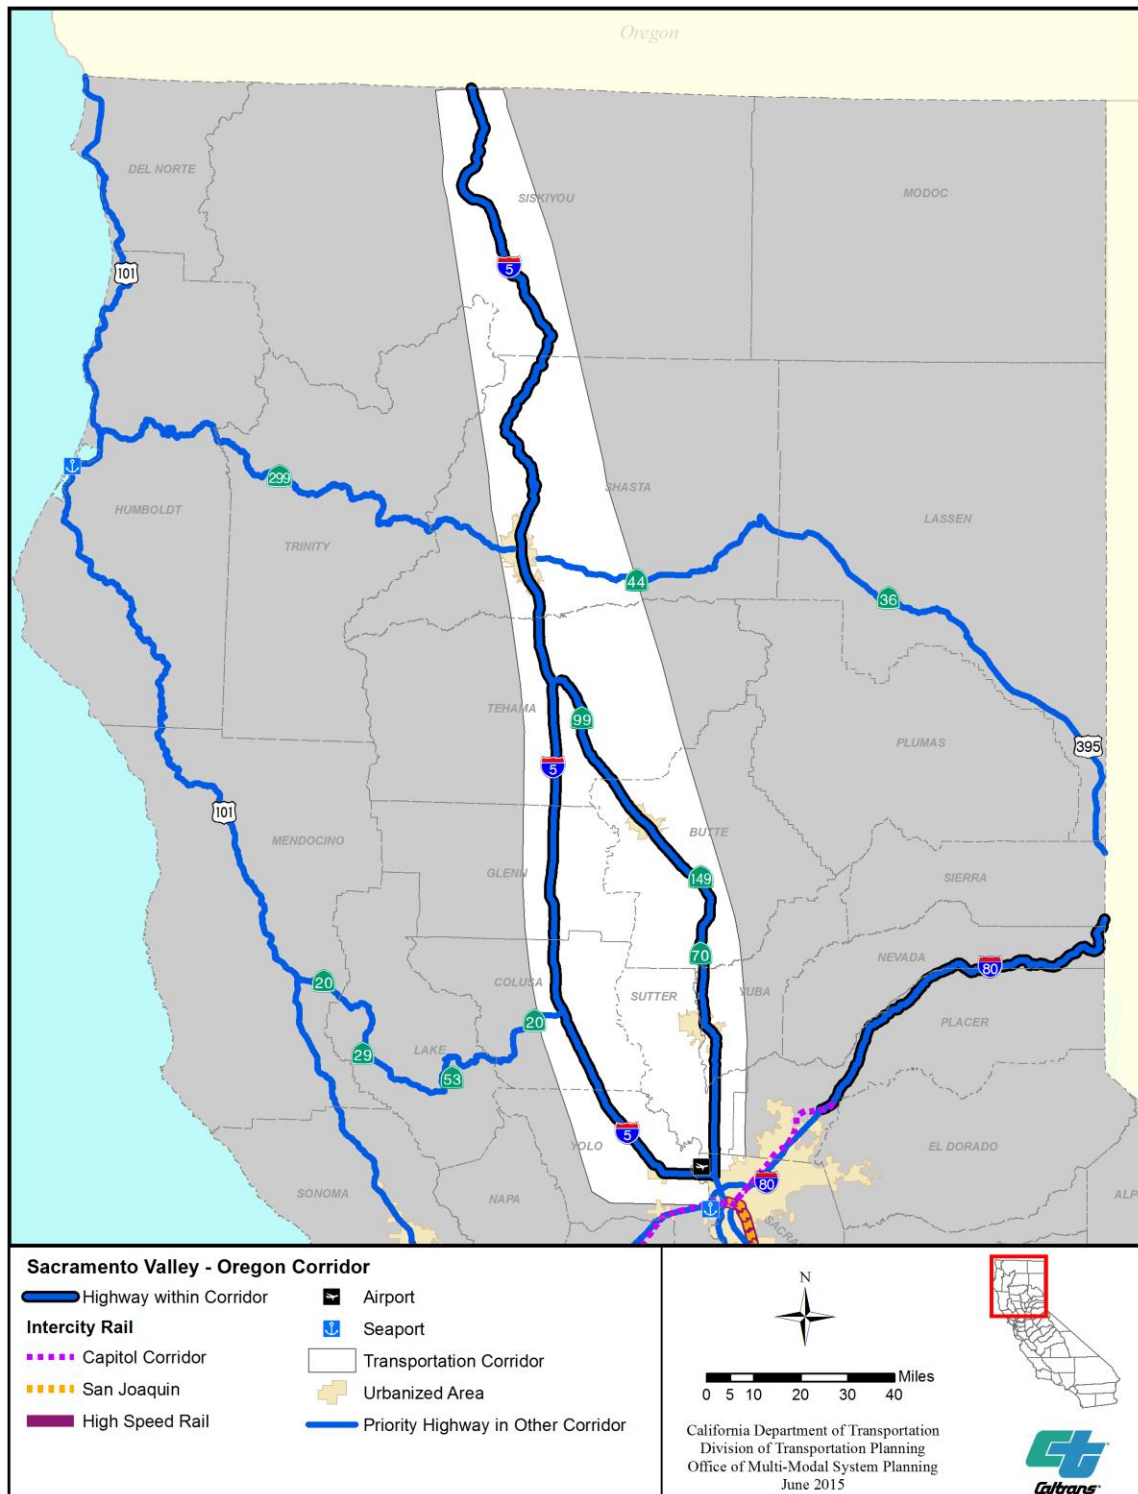 Oregon
DEL NORTE
SISKIYOU
MODOC
5
101
299
SHASTA
HUMBOLDT
TRINITY
LASSEN
44
36
TEHAMA
99
5
PLUMAS
395
101
MENDOCINO
BUTTE
GLENN
149
SIERRA
70
NEVADA
80
COLUSA
20
SUTTER
YUBA
20
PLACER
29
LAKE
53
5
YOLO
EL DORADO
80
SONOMA
NAPA
SACRA
ALP
Sacramento Valley - Oregon Corridor
Highway within Corridor
Intercity Rail
Capitol Corridor
San Joaquin
High Speed Rail
Airport
Seaport
Transportation Corridor
Urbanized Area
Priority Highway in Other Corridor
N
Miles
0 5 10 20 30 40
California Department of Transportation
Division of Transportation Planning
Office of Multi-Modal System Planning
June 2015
ct
Caltrans